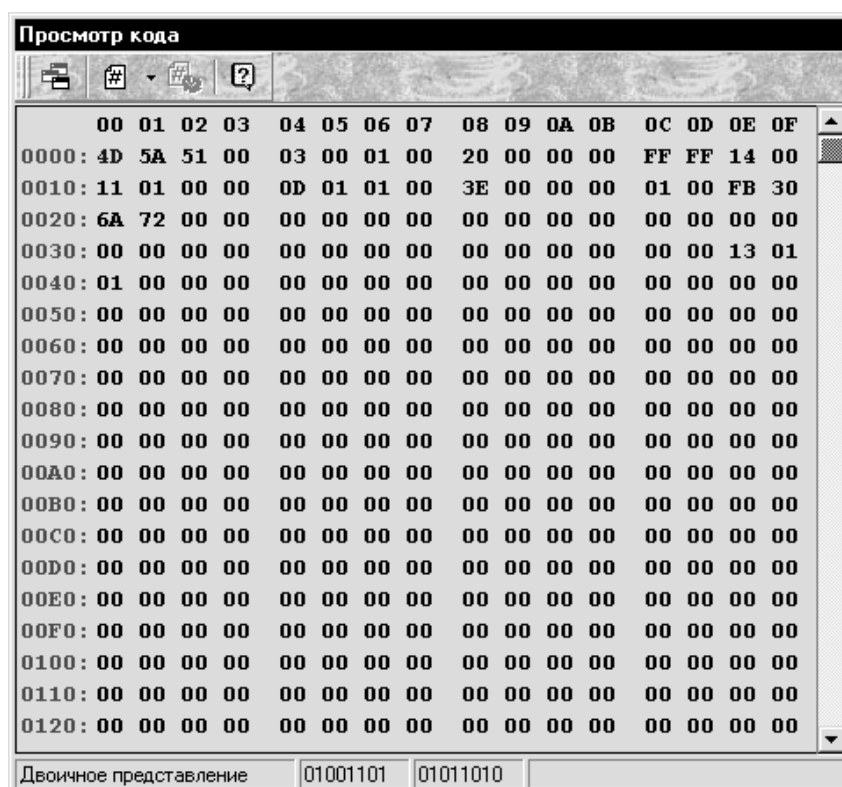 Просмотр кода
00 01 02 03 04 05 06 07 08 09 0A 0B 0C 0D 0E 0F
0000: 4D 5A 51 00 03 00 01 00 20 00 00 00 FF FF 14 00
0010: 11 01 00 00 0D 01 01 00 3E 00 00 00 01 00 FB 30
0020: 6A 72 00 00 00 00 00 00 00 00 00 00 00 00 00 00
0030: 00 00 00 00 00 00 00 00 00 00 00 00 00 00 13 01
0040: 01 00 00 00 00 00 00 00 00 00 00 00 00 00 00 00
0050: 00 00 00 00 00 00 00 00 00 00 00 00 00 00 00 00
0060: 00 00 00 00 00 00 00 00 00 00 00 00 00 00 00 00
0070: 00 00 00 00 00 00 00 00 00 00 00 00 00 00 00 00
0080: 00 00 00 00 00 00 00 00 00 00 00 00 00 00 00 00
0090: 00 00 00 00 00 00 00 00 00 00 00 00 00 00 00 00
00A0: 00 00 00 00 00 00 00 00 00 00 00 00 00 00 00 00
00B0: 00 00 00 00 00 00 00 00 00 00 00 00 00 00 00 00
00C0: 00 00 00 00 00 00 00 00 00 00 00 00 00 00 00 00
00D0: 00 00 00 00 00 00 00 00 00 00 00 00 00 00 00 00
00E0: 00 00 00 00 00 00 00 00 00 00 00 00 00 00 00 00
00F0: 00 00 00 00 00 00 00 00 00 00 00 00 00 00 00 00
0100: 00 00 00 00 00 00 00 00 00 00 00 00 00 00 00 00
0110: 00 00 00 00 00 00 00 00 00 00 00 00 00 00 00 00
0120: 00 00 00 00 00 00 00 00 00 00 00 00 00 00 00 00
Двоичное представление 01001101 01011010